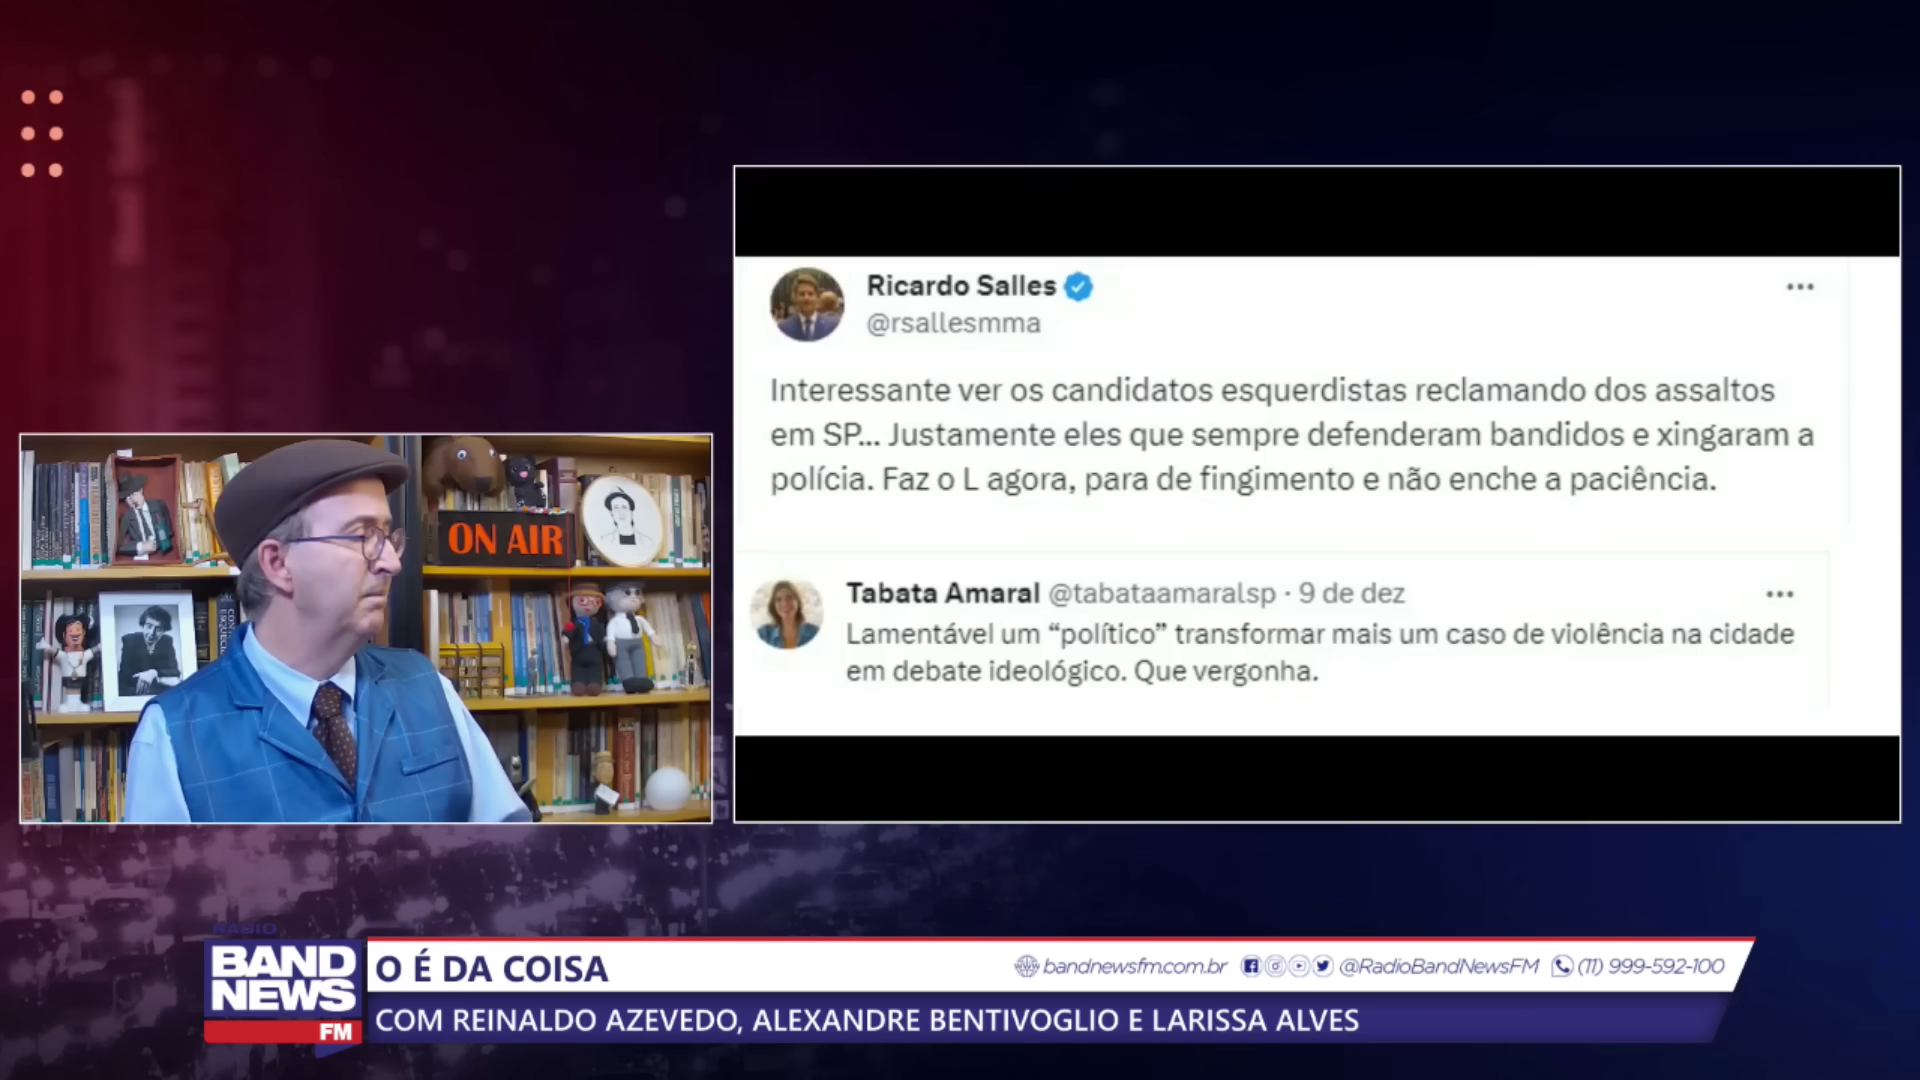 Ricardo Salles
@rsallesmma
Interessante ver os candidatos esquerdistas reclamando dos assaltos
em SP... Justamente eles que sempre defenderam bandidos e xingaram a
polícia. Faz o L agora, para de fingimento e não enche a paciência.
Tabata Amaral @tabataamaralsp · 9 de dez
Lamentável um “político” transformar mais um caso de violência na cidade
em debate ideológico. Que vergonha.
ON AIR
RÁDIO
BAND
NEWS
FM
O É DA COISA
bandnewsfm.com.br @RadioBandNewsFM (11) 999-592-100
COM REINALDO AZEVEDO, ALEXANDRE BENTIVOGLIO E LARISSA ALVES